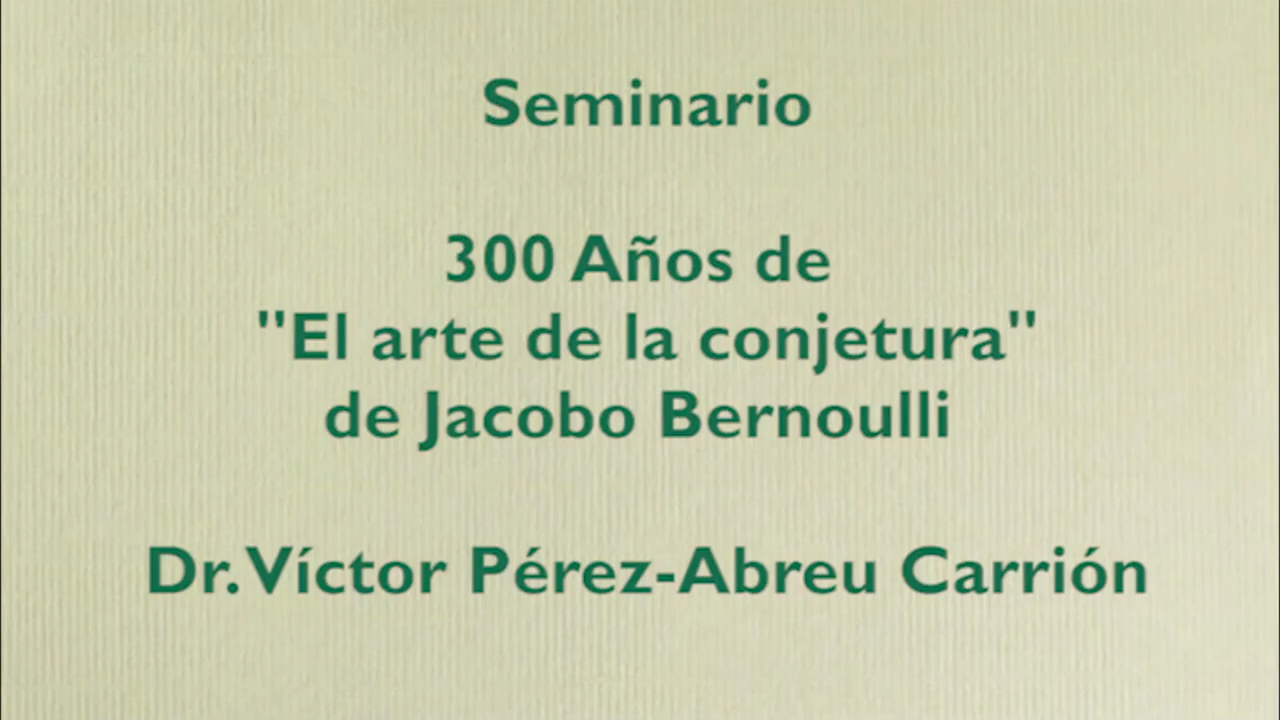 Seminario
300 Años de
"El arte de la conjetura"
de Jacobo Bernoulli
Dr. Víctor Pérez-Abreu Carrión